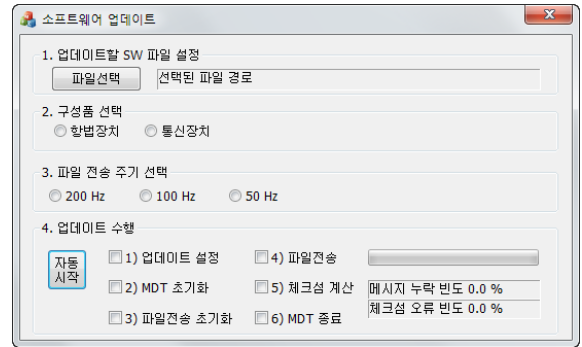 소프트웨어 업데이트
1. 업데이트할 SW 파일 설정
파일선택 선택된 파일 경로
2. 구성품 선택
항법장치 통신장치
3. 파일 전송 주기 선택
200 Hz 100 Hz 50 Hz
4. 업데이트 수행
자동
시작
1) 업데이트 설정 4) 파일전송
2) MDT 초기화 5) 체크섬 계산 메시지 누락 빈도 0.0 %
체크섬 오류 빈도 0.0 %
3) 파일전송 초기화 6) MDT 종료